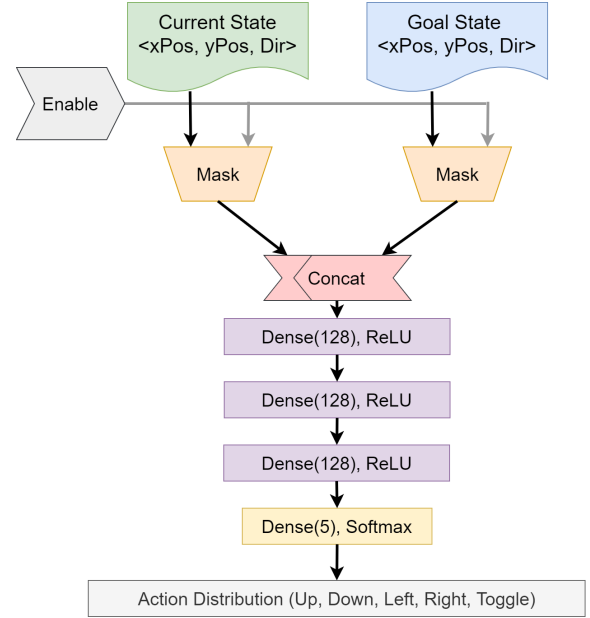 Current State
<xPos, yPos, Dir>
Goal State
<xPos, yPos, Dir>
Enable
Mask
Mask
Concat
Dense(128), ReLU
Dense(128), ReLU
Dense(128), ReLU
Dense(5), Softmax
Action Distribution (Up, Down, Left, Right, Toggle)